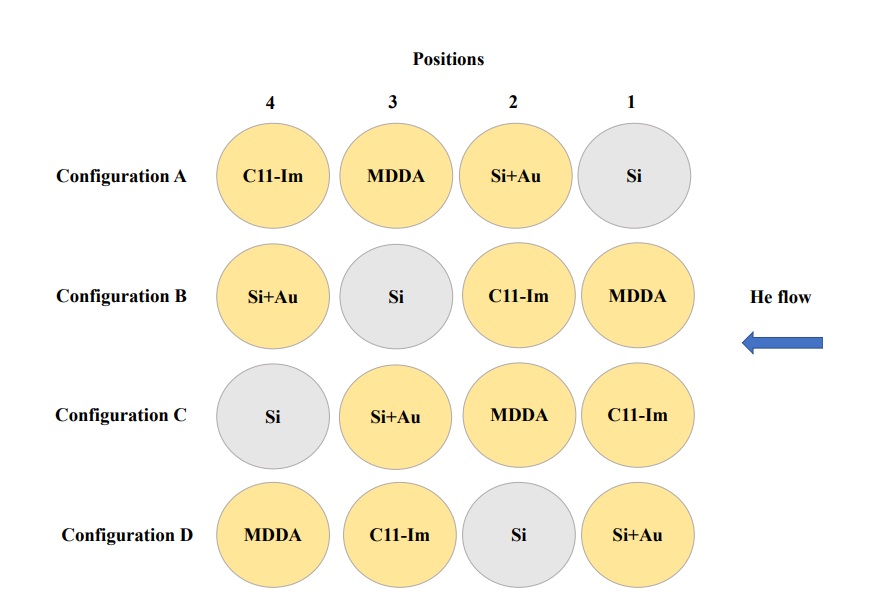 Positions
4 3 2 1
Configuration A C11-Im MDDA Si+Au Si
Configuration B Si+Au Si C11-Im MDDA He flow
Configuration C Si Si+Au MDDA C11-Im
Configuration D MDDA C11-Im Si Si+Au